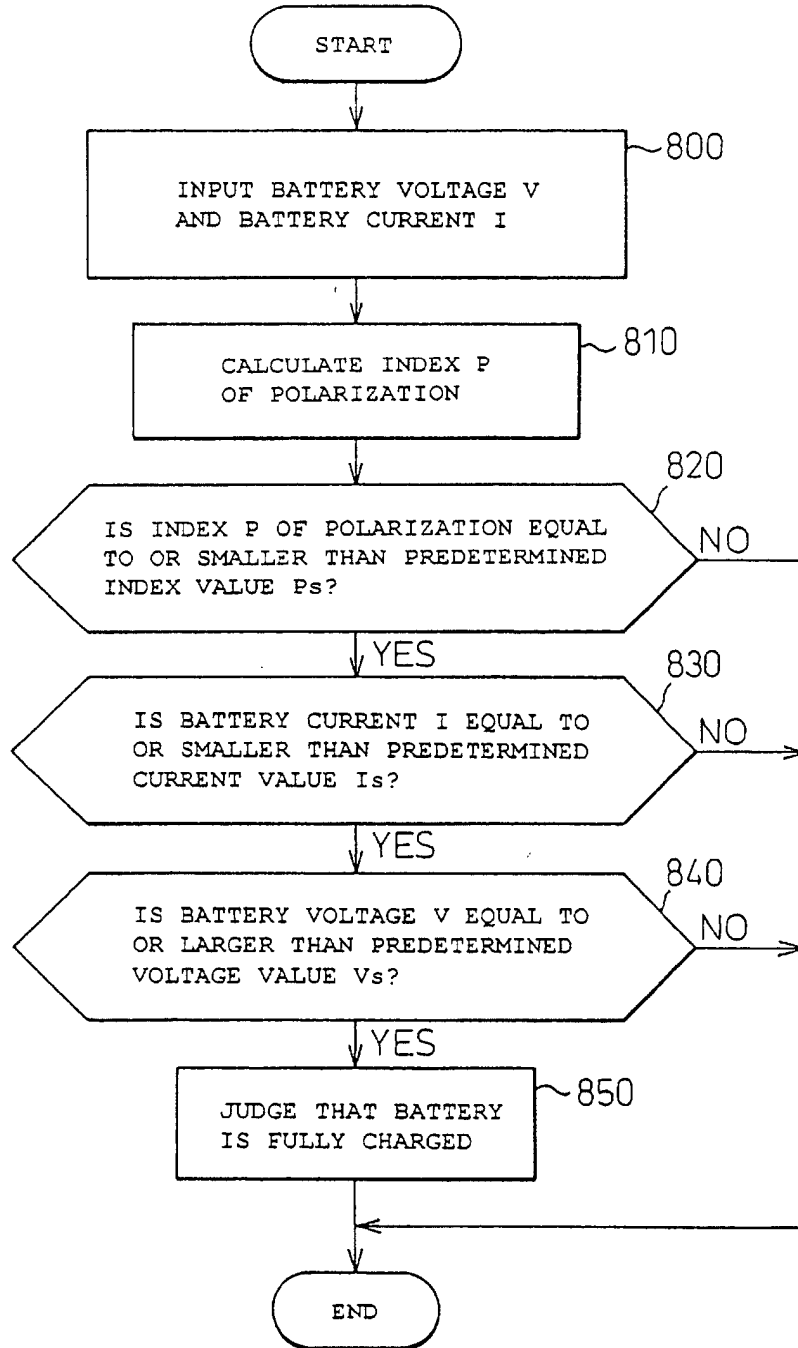 START
800
INPUT BATTERY VOLTAGE V
AND BATTERY CURRENT I
810
CALCULATE INDEX P
OF POLARIZATION
820
IS INDEX P OF POLARIZATION EQUAL
TO OR SMALLER THAN PREDETERMINED
INDEX VALUE Ps?
NO
YES
830
IS BATTERY CURRENT I EQUAL TO
OR SMALLER THAN PREDETERMINED
CURRENT VALUE Is?
NO
YES
840
IS BATTERY VOLTAGE V EQUAL TO
OR LARGER THAN PREDETERMINED
VOLTAGE VALUE Vs?
NO
YES
850
JUDGE THAT BATTERY
IS FULLY CHARGED
END